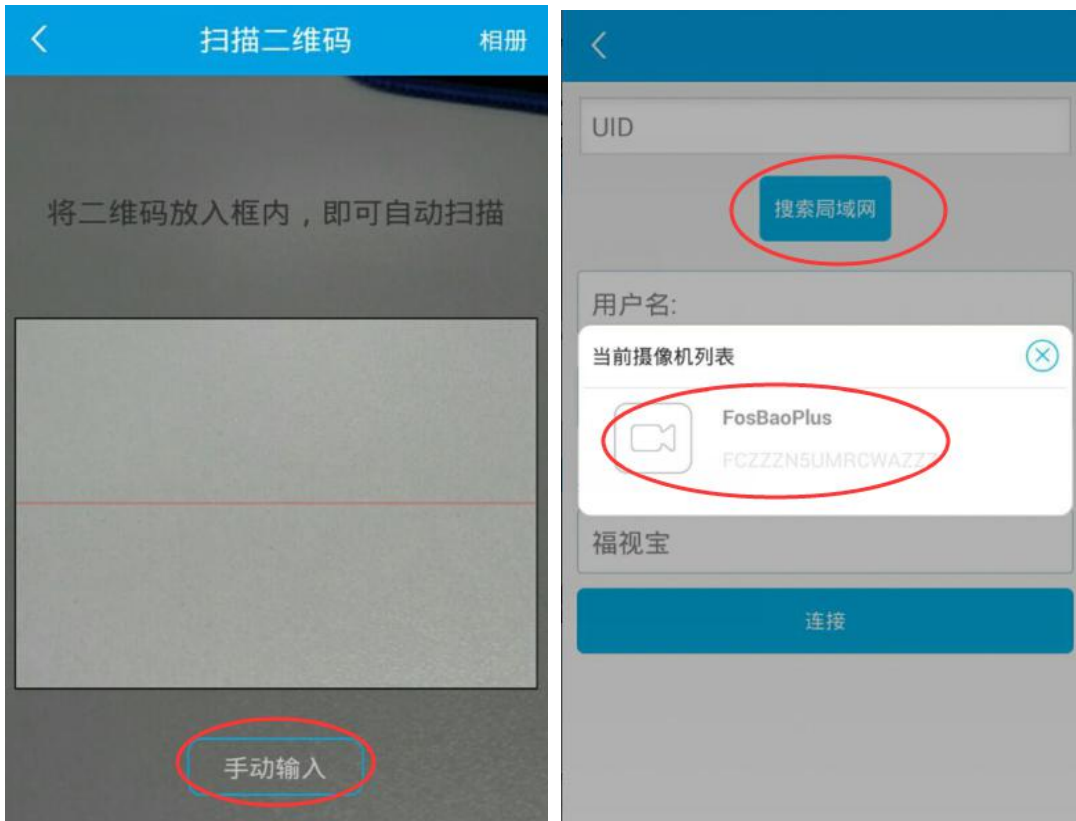 扫描二维码
相册
将二维码放入框内，即可自动扫描
手动输入
UID
搜索局域网
用户名:
当前摄像机列表
FosBaoPlus
福视宝
连接